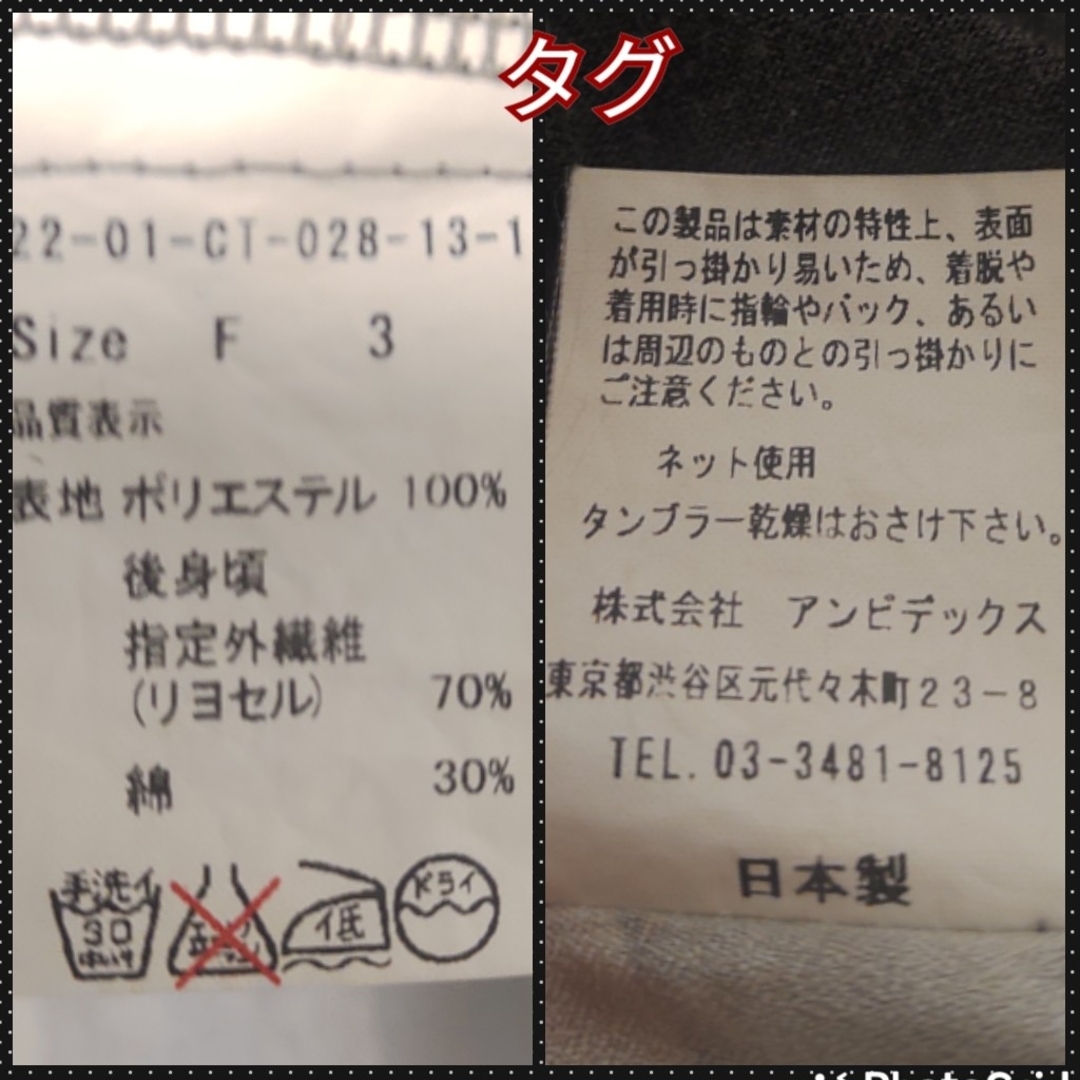 タグ
22-01-CT-028-13-1
Size F 3
品質表示
表地 ポリエステル 100%
後身頃
指定外繊維
(リヨセル) 70%
綿 30%
手洗イ
30
低
ドライ
この製品は素材の特性上、表面
が引っ掛かり易いため、着脱や
着用時に指輪やバック、あるい
は周辺のものとの引っ掛かりに
ご注意ください。
ネット使用
タンブラー乾燥はおさけ下さい。
株式会社 アンビデックス
東京都渋谷区元代々木町23-8
TEL. 03-3481-8125
日本製